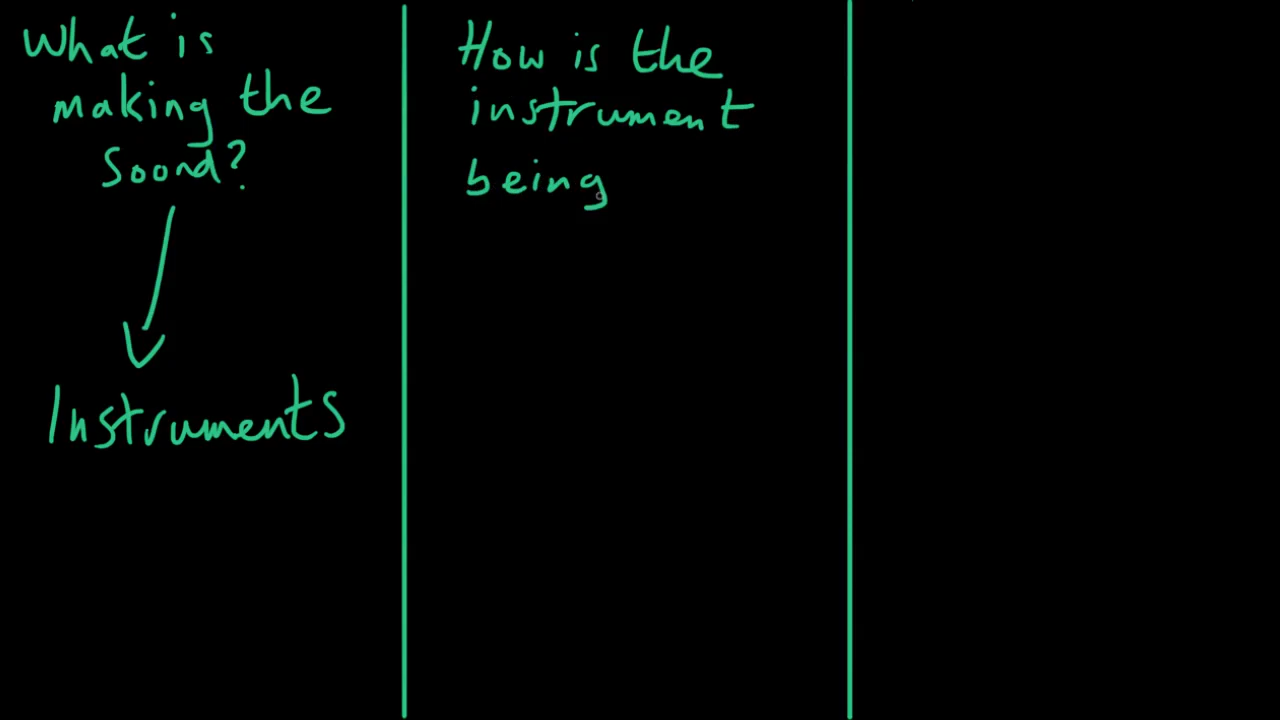 What is
making the
Sound?
Instruments
How is the
instrument
being